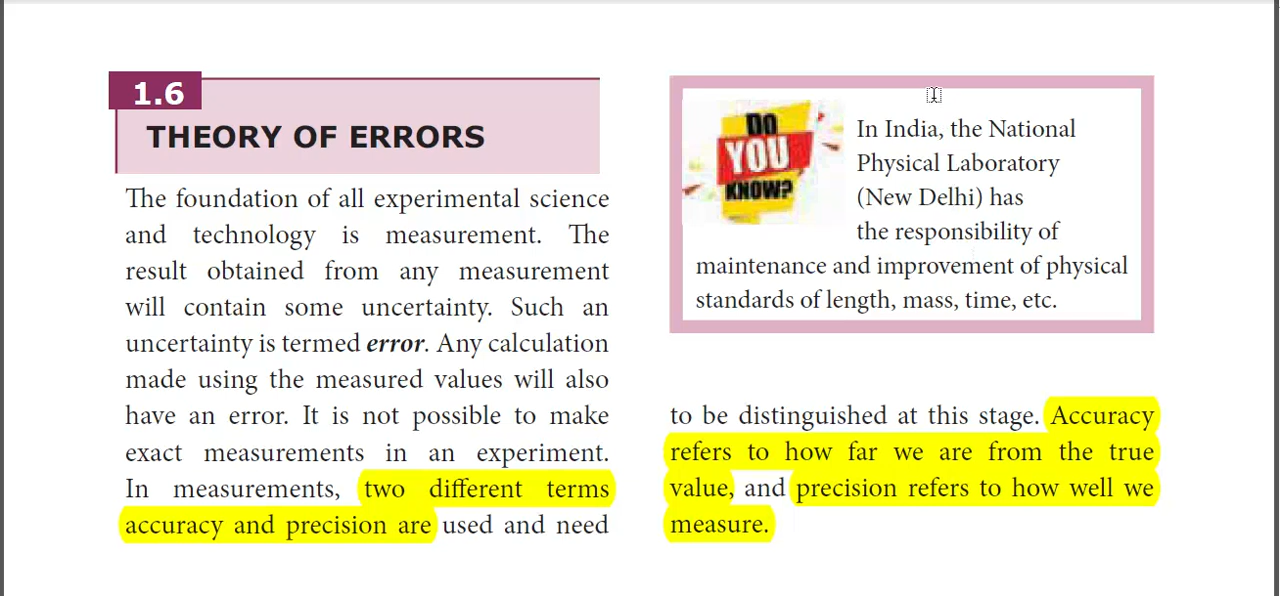 1.6
THEORY OF ERRORS
The foundation of all experimental science
and technology is measurement. The
result obtained from any measurement
will contain some uncertainty. Such an
uncertainty is termed error. Any calculation
made using the measured values will also
have an error. It is not possible to make
exact measurements in an experiment.
In measurements, two different terms
accuracy and precision are used and need
DO
YOU
KNOW?
In India, the National
Physical Laboratory
(New Delhi) has
the responsibility of
maintenance and improvement of physical
standards of length, mass, time, etc.
to be distinguished at this stage. Accuracy
refers to how far we are from the true
value, and precision refers to how well we
measure.